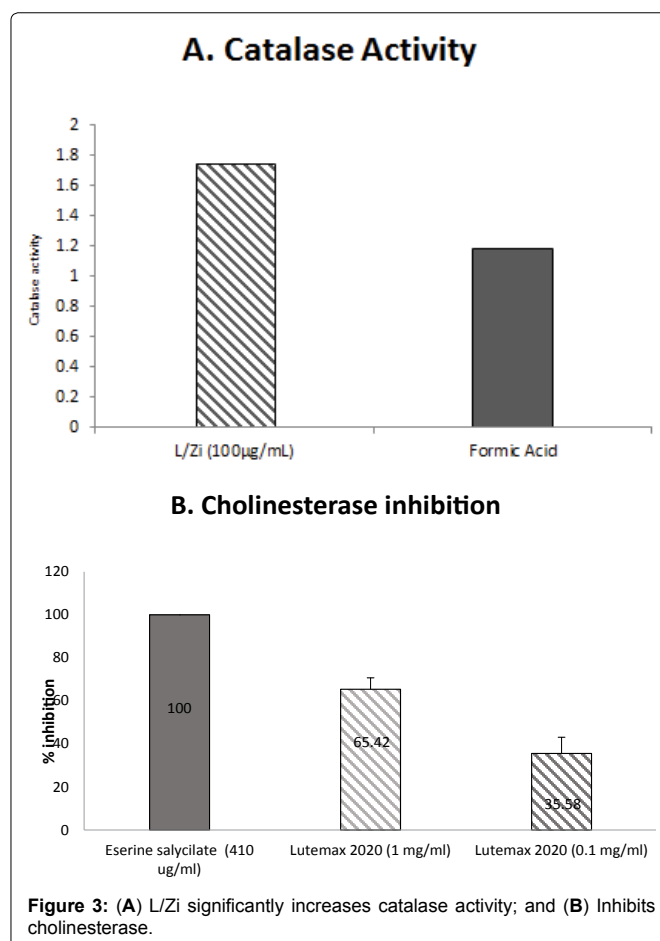 A. Catalase Activity
2
1.8
1.6
1.4
1.2
1
0.8
0.6
0.4
0.2
0
Catalase activity
L/Zi (100µg/mL)
Formic Acid
B. Cholinesterase inhibition
120
100
80
60
40
20
0
% inhibition
100
65.42
35.58
Eserine salycilate (410
ug/ml)
Lutemax 2020 (1 mg/ml)
Lutemax 2020 (0.1 mg/ml)
Figure 3: (A) L/Zi significantly increases catalase activity; and (B) Inhibits
cholinesterase.